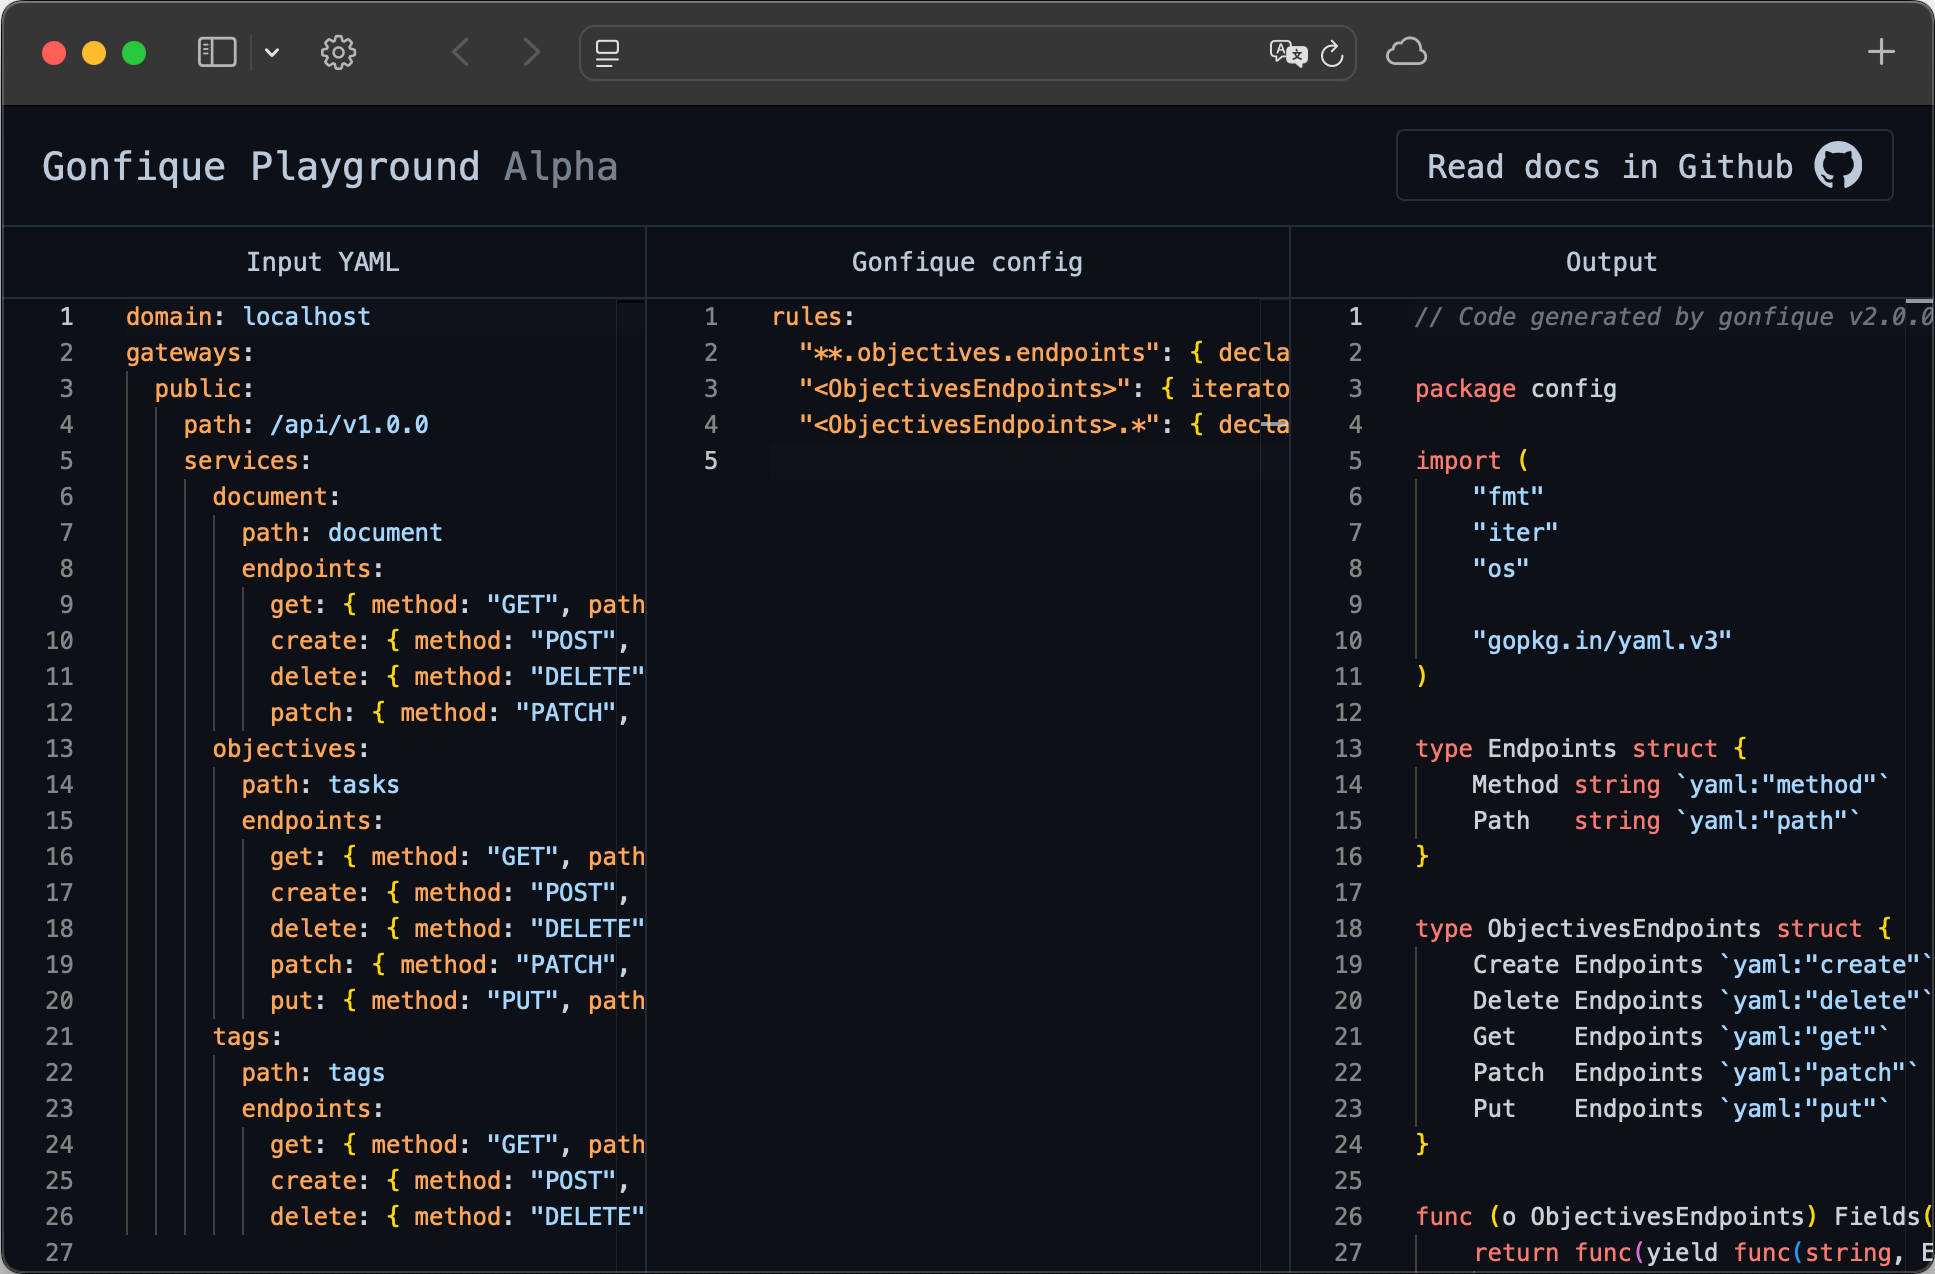 Gonfique Playground Alpha
Read docs in Github
Input YAML
1 domain: localhost
2 gateways:
3 public:
4 path: /api/v1.0.0
5 services:
6 document:
7 path: document
8 endpoints:
9 get: { method: "GET", path
10 create: { method: "POST",
11 delete: { method: "DELETE"
12 patch: { method: "PATCH",
13 objectives:
14 path: tasks
15 endpoints:
16 get: { method: "GET", path
17 create: { method: "POST",
18 delete: { method: "DELETE"
19 patch: { method: "PATCH",
20 put: { method: "PUT", path
21 tags:
22 path: tags
23 endpoints:
24 get: { method: "GET", path
25 create: { method: "POST",
26 delete: { method: "DELETE"
27
Gonfique config
1 rules:
2 "**.objectives.endpoints": { decla
3 "<ObjectivesEndpoints>": { iterato
4 "<ObjectivesEndpoints>.*": { decla
5
Output
1 // Code generated by gonfique v2.0.0
2
3 package config
4
5 import (
6 "fmt"
7 "iter"
8 "os"
9
10 "gopkg.in/yaml.v3"
11 )
12
13 type Endpoints struct {
14 Method string `yaml:"method"`
15 Path string `yaml:"path"`
16 }
17
18 type ObjectivesEndpoints struct {
19 Create Endpoints `yaml:"create"`
20 Delete Endpoints `yaml:"delete"`
21 Get Endpoints `yaml:"get"`
22 Patch Endpoints `yaml:"patch"`
23 Put Endpoints `yaml:"put"`
24 }
25
26 func (o ObjectivesEndpoints) Fields(
27 return func(yield func(string, E